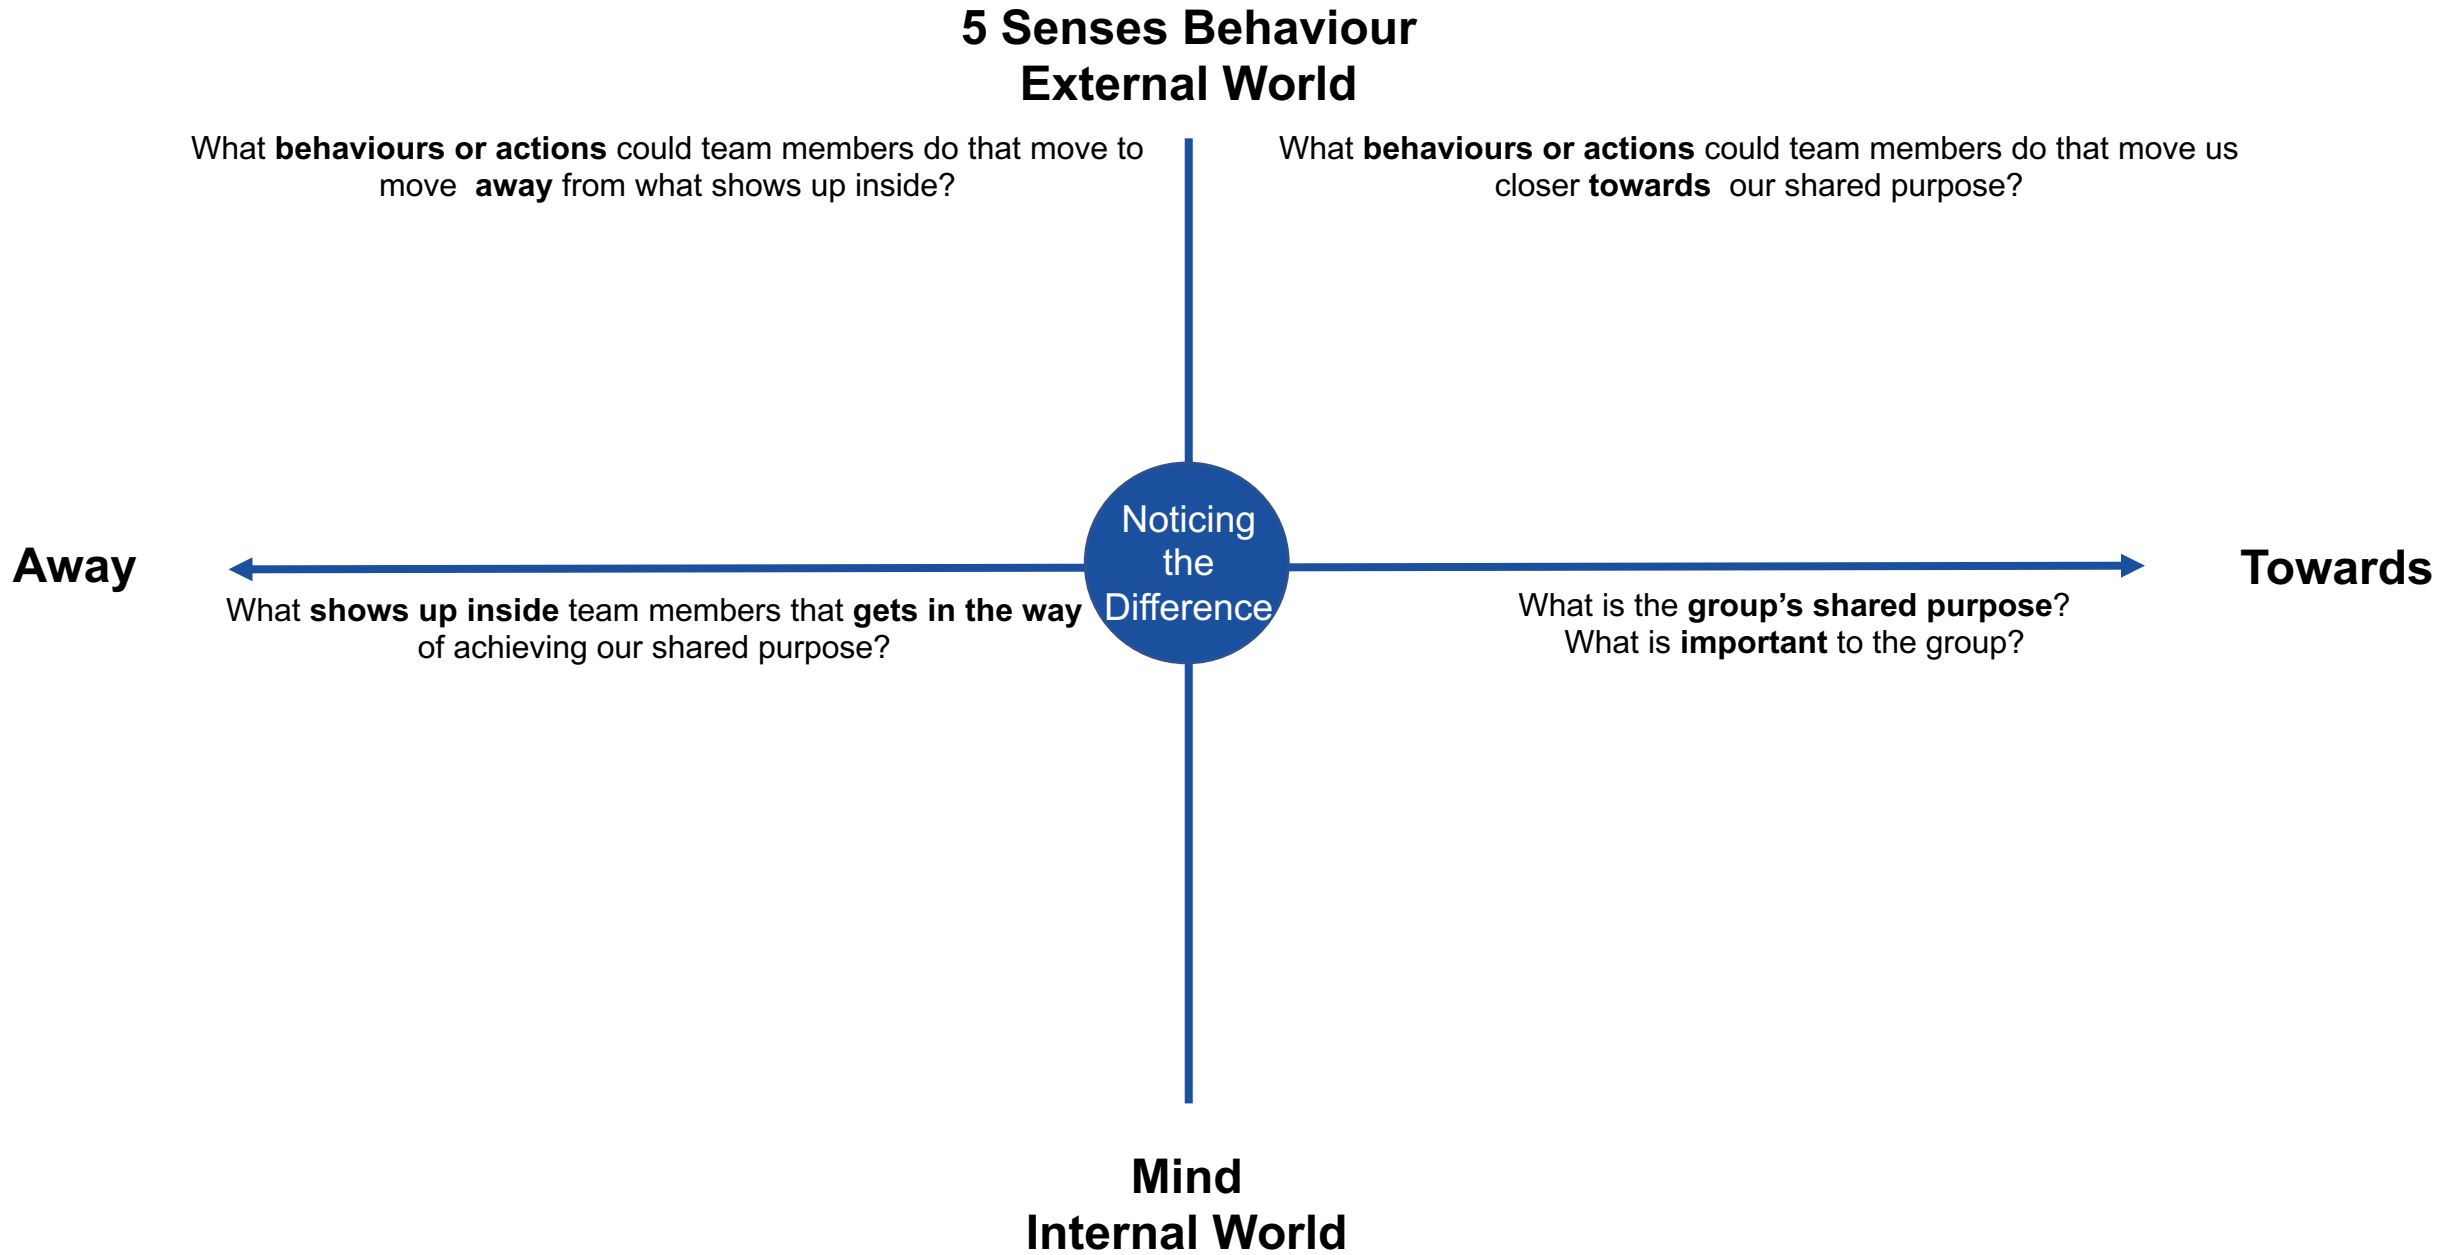 5 Senses Behaviour
External World
What behaviours or actions could team members do that move to
move away from what shows up inside?
What behaviours or actions could team members do that move us
closer towards our shared purpose?
Noticing
the
Difference
Away
Towards
What shows up inside team members that gets in the way
of achieving our shared purpose?
What is the group’s shared purpose?
What is important to the group?
Mind
Internal World